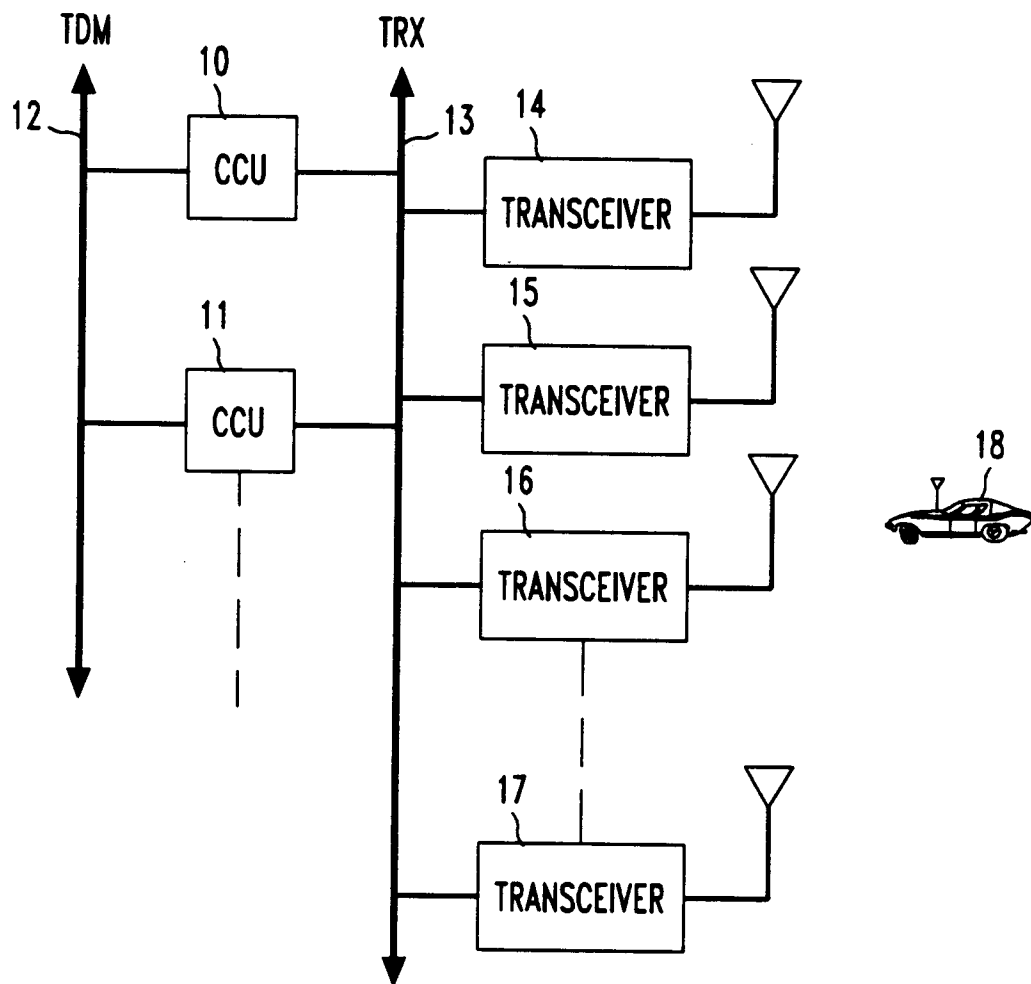 TDM
TRX
10
12
CCU
13
14
TRANSCEIVER
15
TRANSCEIVER
11
CCU
16
TRANSCEIVER
18
17
TRANSCEIVER